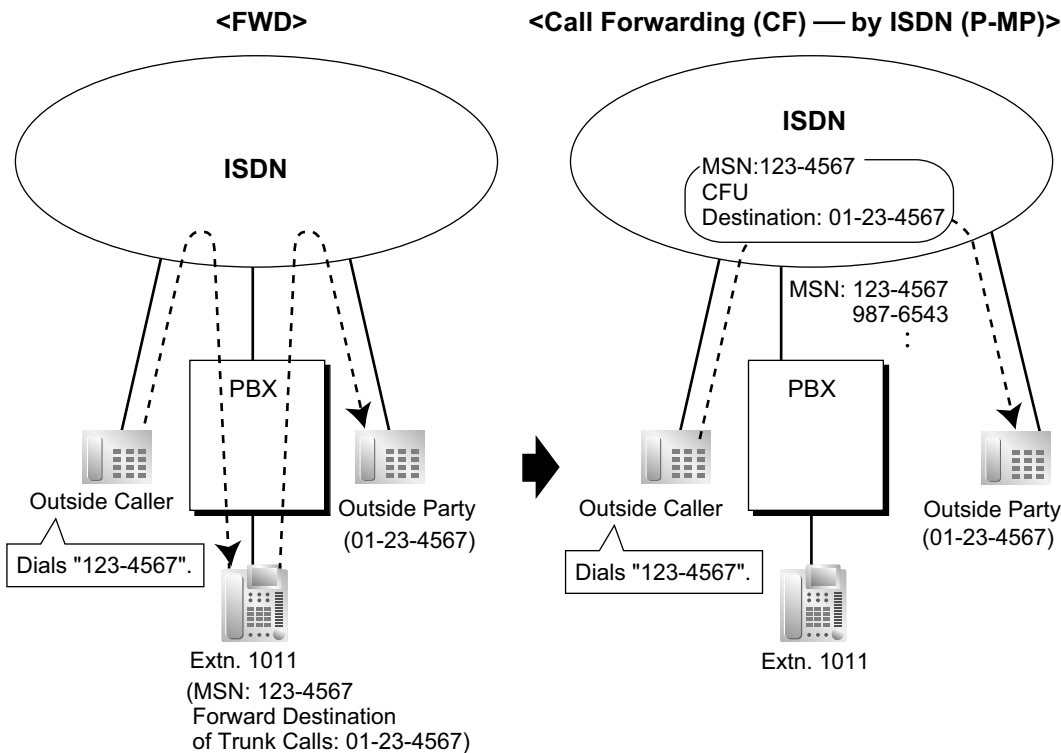 <FWD>
ISDN
PBX
Outside Caller
Dials "123-4567".
Outside Party
(01-23-4567)
Extn. 1011
(MSN: 123-4567
Forward Destination
of Trunk Calls: 01-23-4567)
<Call Forwarding (CF) — by ISDN (P-MP)>
ISDN
MSN:123-4567
CFU
Destination: 01-23-4567
MSN: 123-4567
987-6543
:
PBX
Outside Caller
Dials "123-4567".
Outside Party
(01-23-4567)
Extn. 1011